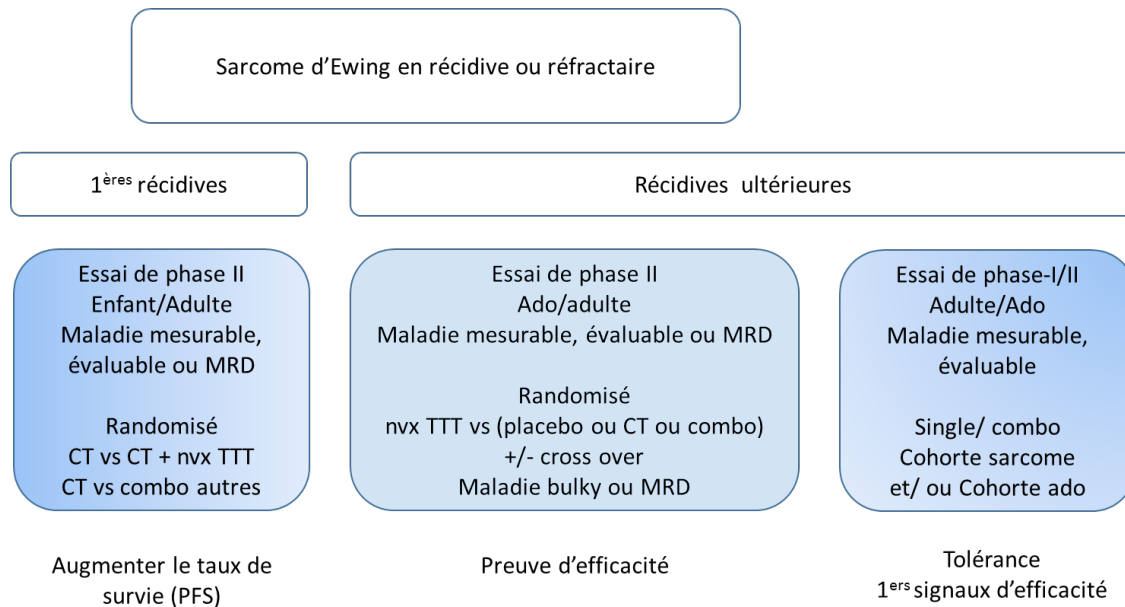 Sarcome d’Ewing en récidive ou réfractaire
1ères récidives
Récidives ultérieures
Essai de phase II
Enfant/Adulte
Maladie mesurable,
évaluable ou MRD
Randomisé
CT vs CT + nvx TTT
CT vs combo autres
Essai de phase II
Ado/adulte
Maladie mesurable, évaluable ou MRD
Randomisé
nvx TTT vs (placebo ou CT ou combo)
+/- cross over
Maladie bulky ou MRD
Essai de phase-I/II
Adulte/Ado
Maladie mesurable,
évaluable
Single/ combo
Cohorte sarcome
et/ ou Cohorte ado
Augmenter le taux de
survie (PFS)
Preuve d’efficacité
Tolérance
1ers signaux d’efficacité